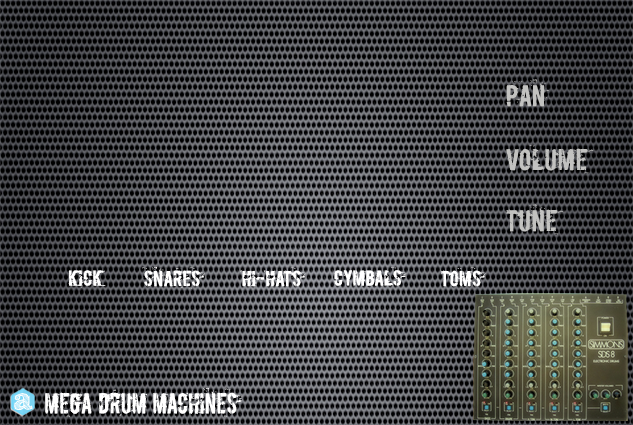 PAN
VOLUME
TUNE
KICK SNARES HI-HATS CYMBALS TOMS
SIMMONS
SDS 8
MEGA DRUM MACHINES